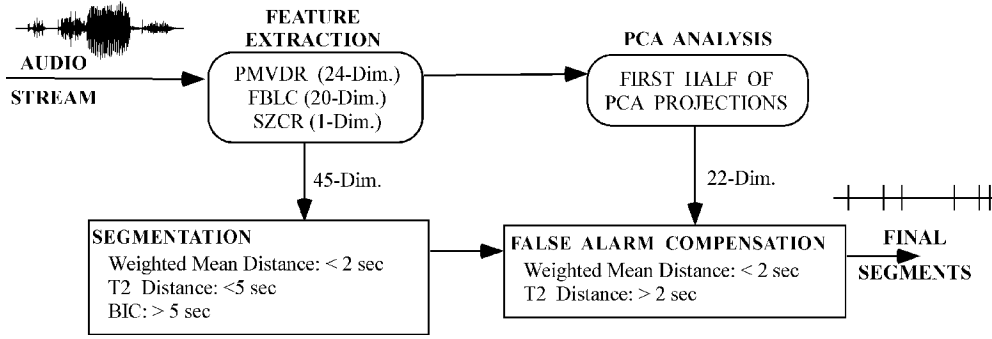 FEATURE
EXTRACTION
PCA ANALYSIS
AUDIO
STREAM
PMVDR (24-Dim.)
FBLC (20-Dim.)
SZCR (1-Dim.)
FIRST HALF OF
PCA PROJECTIONS
45-Dim.
22-Dim.
SEGMENTATION
Weighted Mean Distance: < 2 sec
T2 Distance: <5 sec
BIC: > 5 sec
FALSE ALARM COMPENSATION
Weighted Mean Distance: < 2 sec
T2 Distance: > 2 sec
FINAL
SEGMENTS